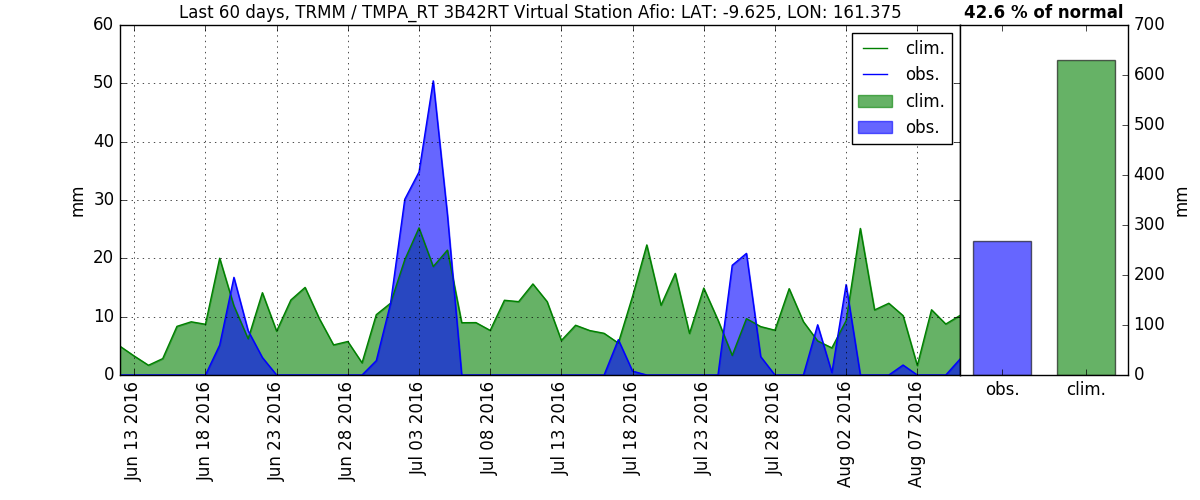 Last 60 days, TRMM / TMPA_RT 3B42RT Virtual Station Afio: LAT: -9.625, LON: 161.375
42.6 % of normal
60
50
40
30
20
10
0
mm
clim.
obs.
clim.
obs.
700
600
500
400
300
200
100
0
mm
Jun 13 2016
Jun 18 2016
Jun 23 2016
Jun 28 2016
Jul 03 2016
Jul 08 2016
Jul 13 2016
Jul 18 2016
Jul 23 2016
Jul 28 2016
Aug 02 2016
Aug 07 2016
obs.
clim.